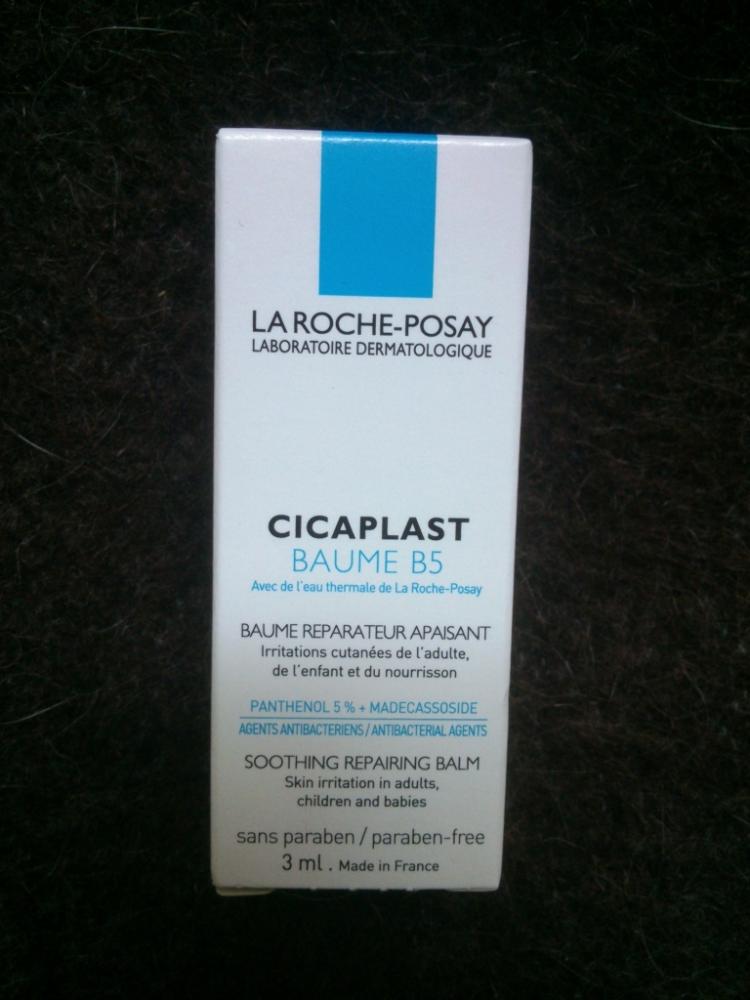 LA ROCHE-POSAY
LABORATOIRE DERMATOLOGIQUE
CICAPLAST
BAUME B5
Avec de l'eau thermale de La Roche-Posay
BAUME REPARATEUR APAISANT
Irritations cutanées de l'adulte,
de l'enfant et du nourrisson
PANTHENOL 5 % + MADECASSOSIDE
AGENTS ANTIBACTERIENS / ANTIBACTERIAL AGENTS
SOOTHING REPAIRING BALM
Skin irritation in adults,
children and babies
sans paraben / paraben-free
3 ml . Made in France